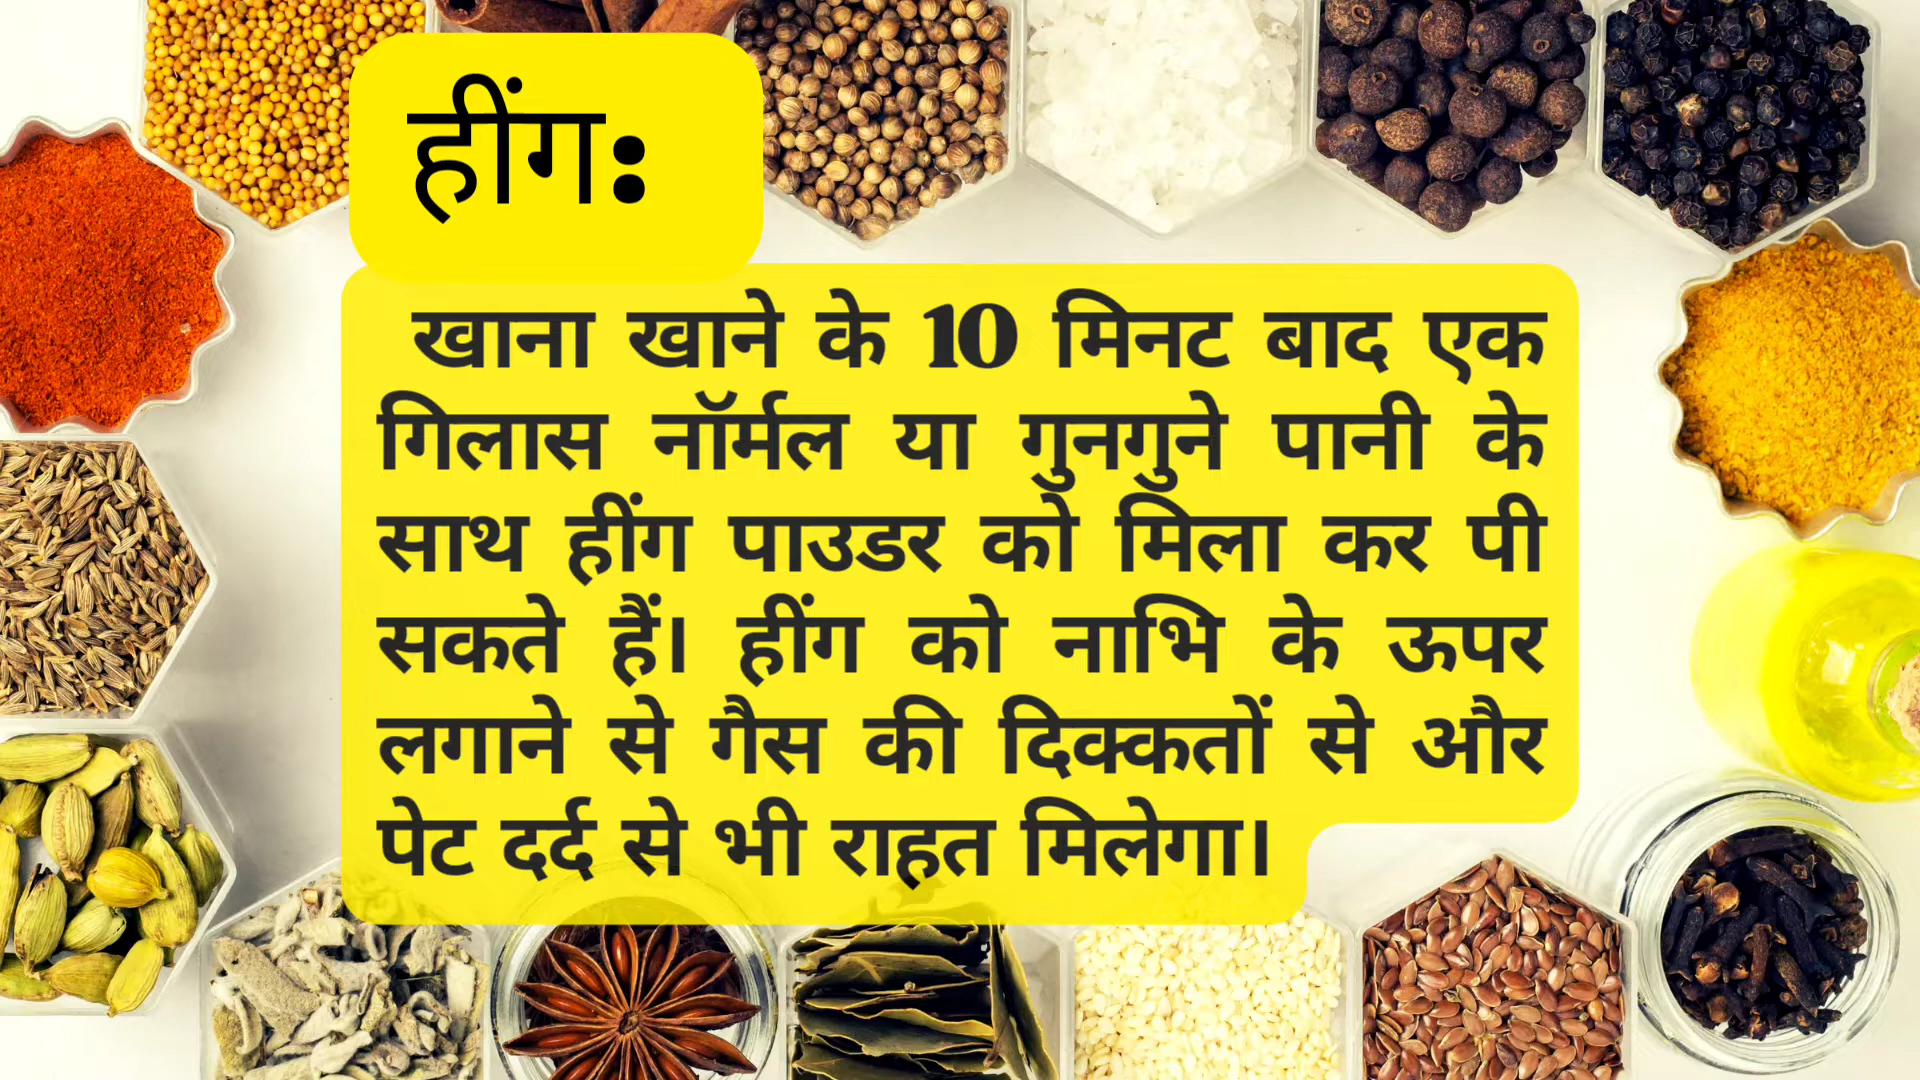 हींग:
खाना खाने के 10 मिनट बाद एक
गिलास नॉर्मल या गुनगुने पानी के
साथ हींग पाउडर को मिला कर पी
सकते हैं। हींग को नाभि के ऊपर
लगाने से गैस की दिक्कतों से और
पेट दर्द से भी राहत मिलेगा।